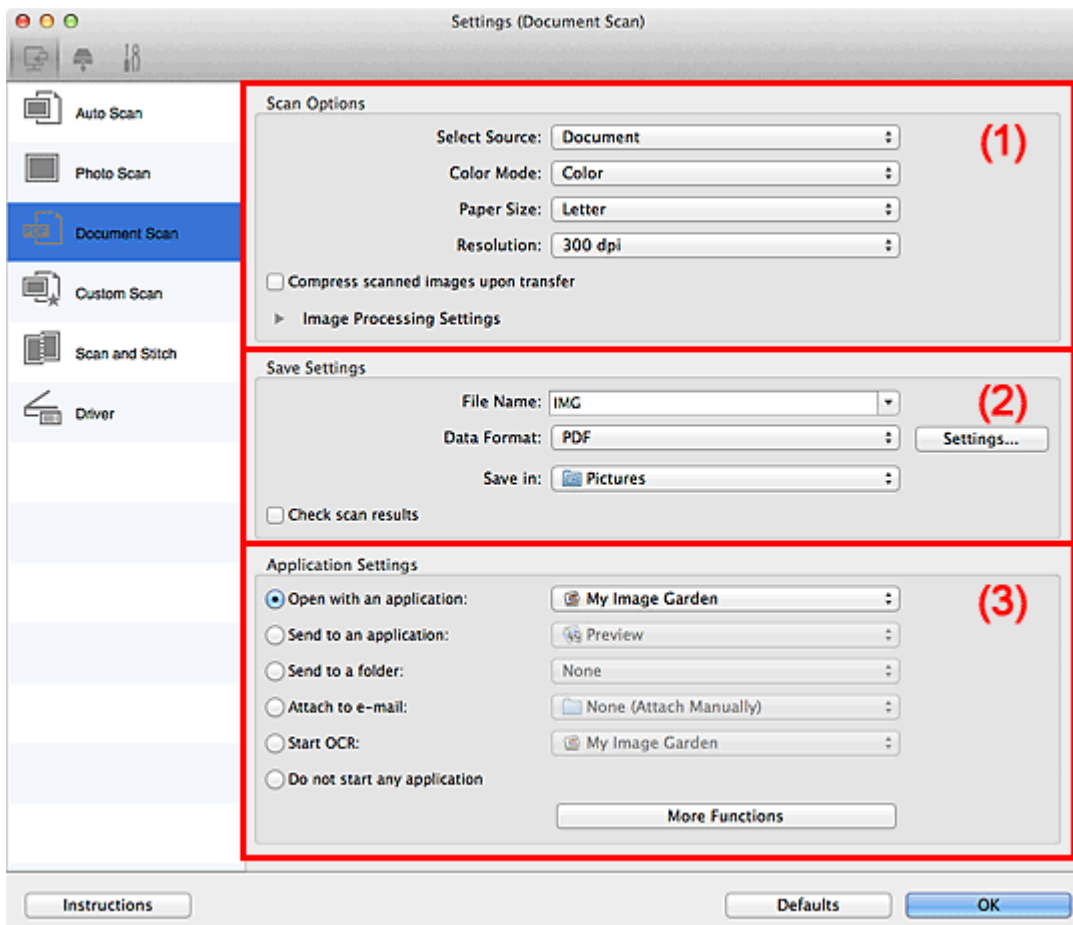 Settings (Document Scan)
Auto Scan
Photo Scan
PDF
Document Scan
Custom Scan
Scan and Stitch
Driver
Scan Options
(1)
Select Source: Document
Color Mode: Color
Paper Size: Letter
Resolution: 300 dpi
Compress scanned images upon transfer
Image Processing Settings
Save Settings
(2)
File Name: IMG
Data Format: PDF Settings...
Save in: Pictures
Check scan results
Application Settings
(3)
Open with an application: My Image Garden
Send to an application: Preview
Send to a folder: None
Attach to e-mail: None (Attach Manually)
Start OCR: My Image Garden
Do not start any application
More Functions
Instructions Defaults OK